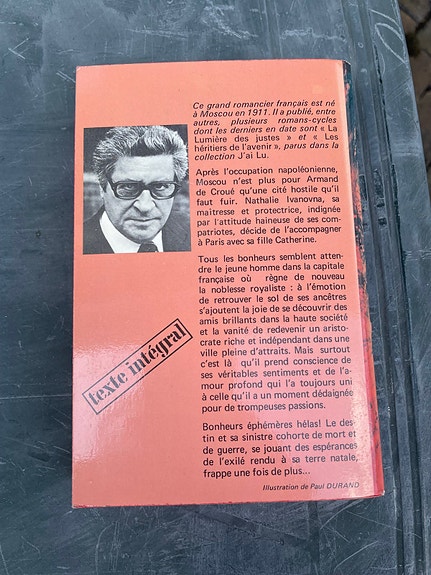 Ce grand romancier français est né
à Moscou en 1911. Il a publié, entre
autres, plusieurs romans-cycles
dont les derniers en date sont « La
Lumière des justes » et « Les
héritiers de l'avenir », parus dans la
collection J'ai Lu.
Après l'occupation napoléonienne,
Moscou n'est plus pour Armand
de Croué qu'une cité hostile qu'il
faut fuir. Nathalie Ivanovna, sa
maîtresse et protectrice, indignée
par l'attitude haineuse de ses com-
patriotes, décide de l'accompagner
à Paris avec sa fille Catherine.
Tous les bonheurs semblent atten-
dre le jeune homme dans la capitale
française où règne de nouveau
la noblesse royaliste : à l'émotion
de retrouver le sol de ses ancêtres
s'ajoutent la joie de se découvrir des
amis brillants dans la haute société
et la vanité de redevenir un aristo-
crate riche et indépendant dans une
ville pleine d'attraits. Mais surtout
c'est là qu'il prend conscience de
ses véritables sentiments et de l'a-
mour profond qui l'a toujours uni
à celle qu'il a un moment dédaignée
pour de trompeuses passions.
Bonheurs éphémères hélas! Le des-
tin et sa sinistre cohorte de mort et
de guerre, se jouant des espérances
de l'exilé rendu à sa terre natale,
frappe une fois de plus...
Illustration de Paul DURAND
texte intégral